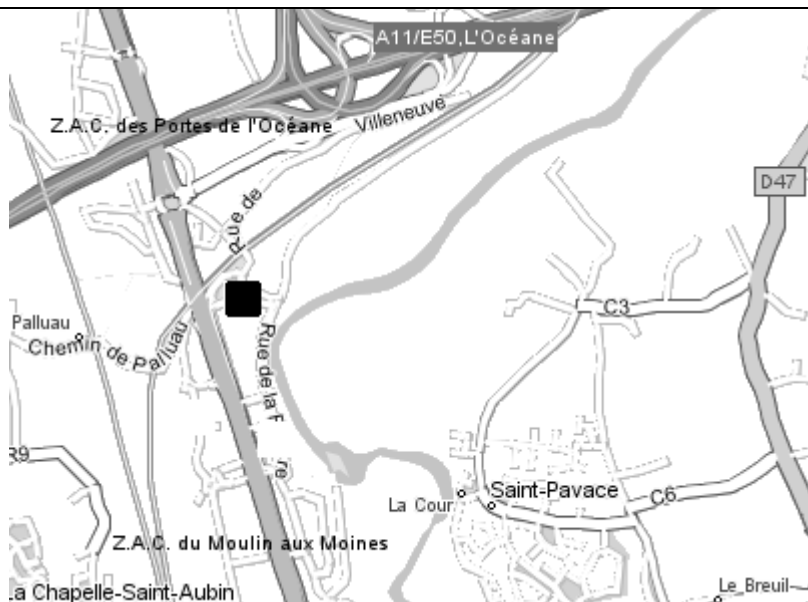 A11/E50,L'Océane
Z.A.C. des Portes de l'Océane
Villeneuve
D47
Rue de
C3
Palluau
Chemin de Palluau
Rue de la F
re
R9
C6
La Cour
Saint-Pavace
Z.A.C. du Moulin aux Moines
Le Breuil
La Chapelle-Saint-Aubin